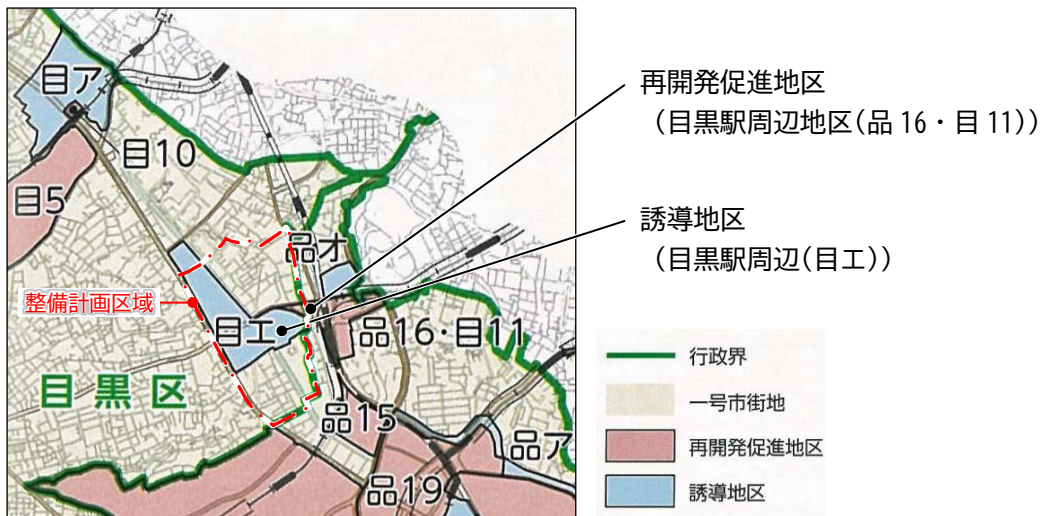 目ア
目10
目5
品オ
整備計画区域
目エ
品16・目11
目黒区
品15
品ア
品19
再開発促進地区
（目黒駅周辺地区(品 16・目 11)）
誘導地区
（目黒駅周辺(目エ)）
行政界
一号市街地
再開発促進地区
誘導地区